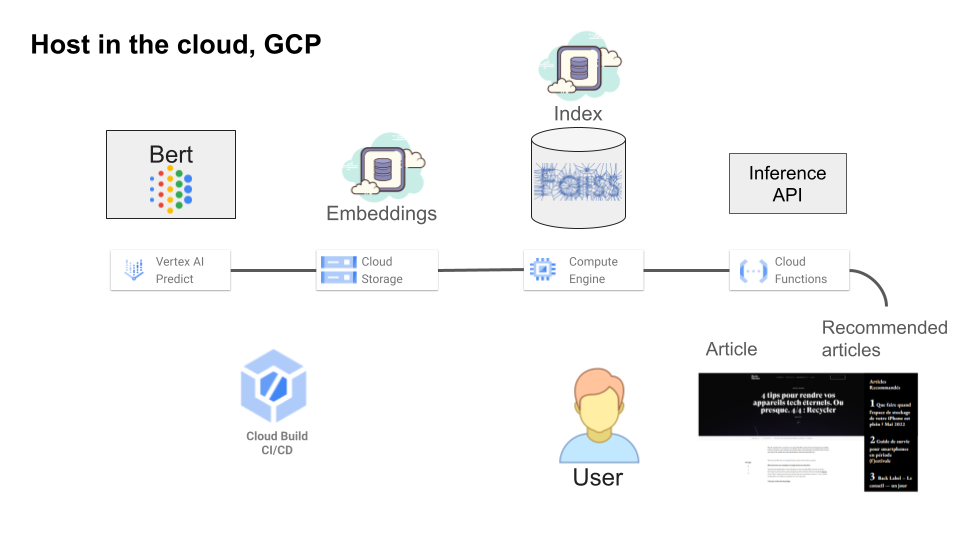 Host in the cloud, GCP
Index
Bert
Faiss
Inference
API
Embeddings
Vertex AI
Predict
Cloud
Storage
Compute
Engine
Cloud
Functions
Recommended
articles
Article
Cloud Build
CI/CD
User
4 tips pour rendre vos
appareils tech éternels. Ou
presque. 4/4 : Recycler
Articles
Recommandés
1 Que faire quand
l'espace de stockage
de votre iPhone est
plein ? Mai 2022
2 Guide de survie
pour smartphones
en période
(f)estivale
3 Back Label – Le
conseil — un jour